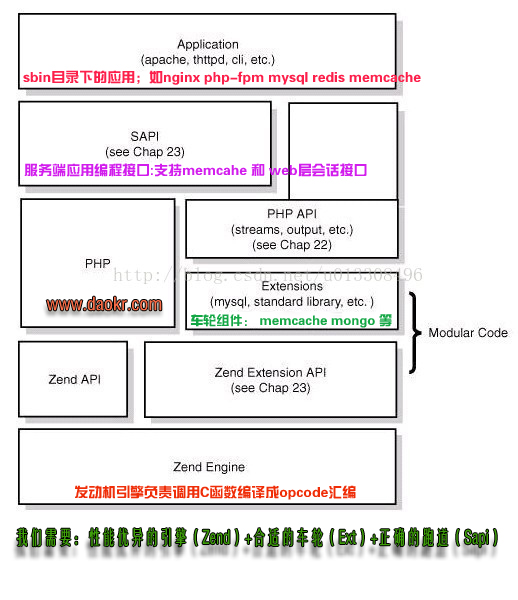 Application
(apache, thttpd, cli, etc.)
sbin目录下的应用；如nginx php-fpm mysql redis memcache
SAPI
(see Chap 23)
服务端应用编程接口:支持memcahe 和 web层会话接口
PHP API
(streams, output, etc.)
(see Chap 22)
PHP
http://blog.csdn.net/u013308496
www.daokr.com
Extensions
(mysql, standard library, etc. )
车轮组件： memcache mongo 等
Modular Code
Zend API
Zend Extension API
(see Chap 23)
Zend Engine
发动机引擎负责调用C函数编译成opcode汇编
我们需要：性能优异的引擎（Zend）+合适的车轮（Ext）+正确的跑道（Sapi）